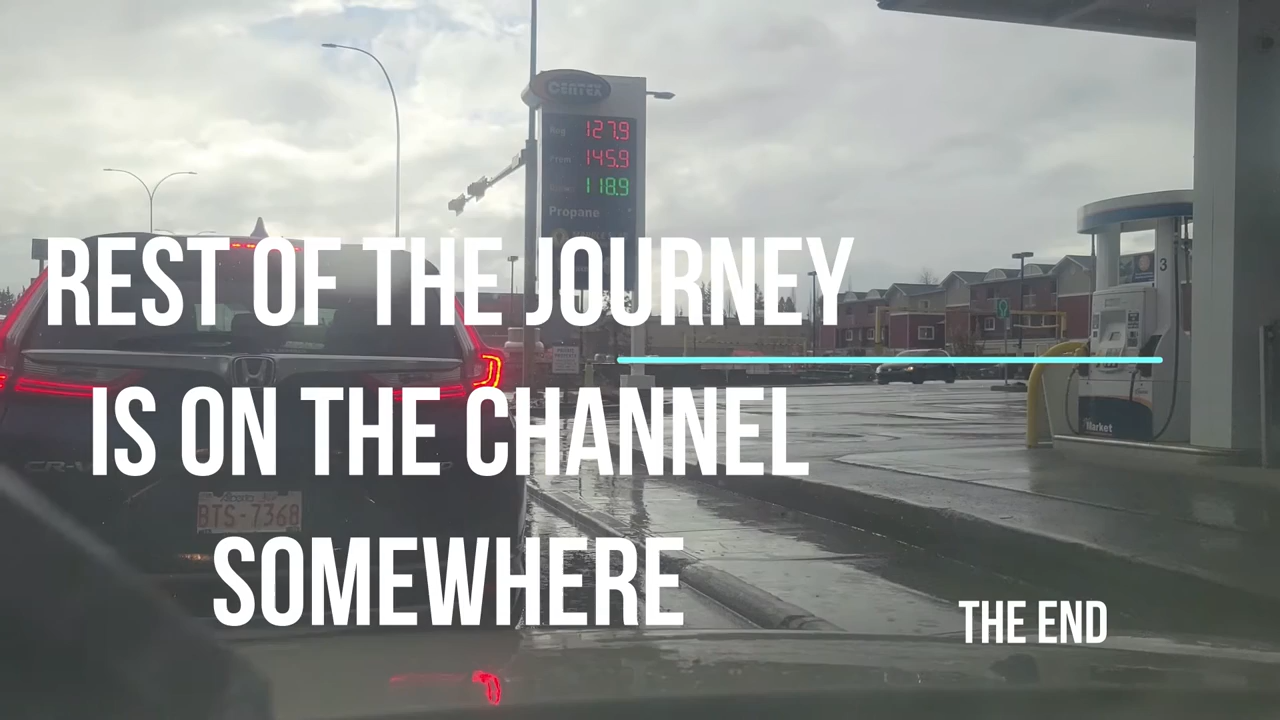 CENTEX
Reg 127.9
Prem 145.9
118.9
Propane
3
REST OF THE JOURNEY
IS ON THE CHANNEL
SOMEWHERE
CR-V
Alberta
BTS-7368
Market
THE END